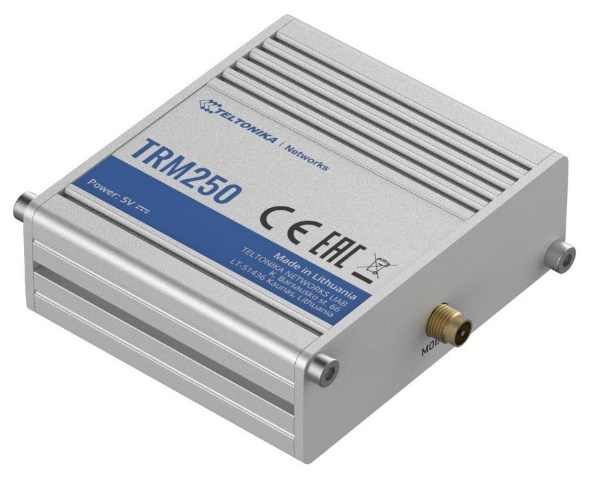 TELTONIKA | Networks
TRM250
Power: 5V
CE EAC
Made in Lithuania
TELTONIKA NETWORKS UAB
K. Baršausko st. 66
LT-51436 Kaunas, Lithuania